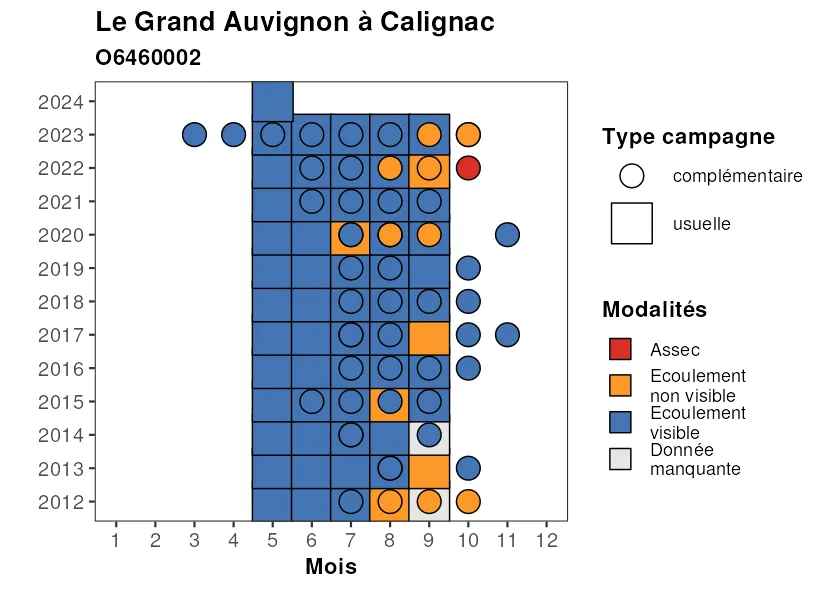 Le Grand Auvignon à Calignac
O6460002
2024
2023
2022
2021
2020
2019
2018
2017
2016
2015
2014
2013
2012
1 2 3 4 5 6 7 8 9 10 11 12
Mois
Type campagne
complémentaire
usuelle
Modalités
Assec
Ecoulement
non visible
Ecoulement
visible
Donnée
manquante